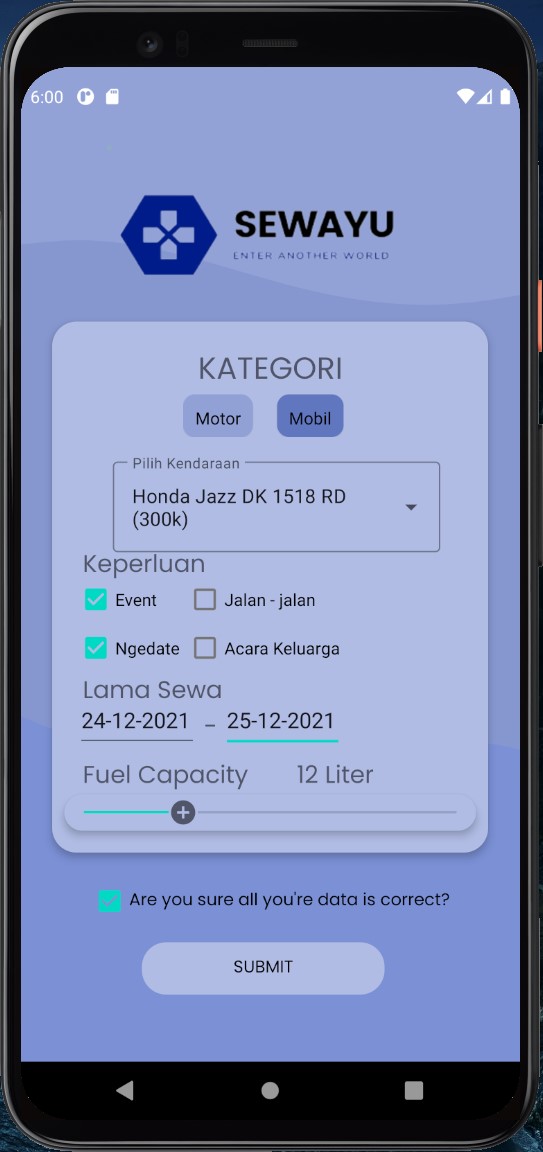 6:00
SEWAYU
ENTER ANOTHER WORLD
KATEGORI
Motor Mobil
Pilih Kendaraan
Honda Jazz DK 1518 RD
(300k)
Keperluan
Event Jalan - jalan
Ngedate Acara Keluarga
Lama Sewa
24-12-2021 – 25-12-2021
Fuel Capacity 12 Liter
Are you sure all you're data is correct?
SUBMIT